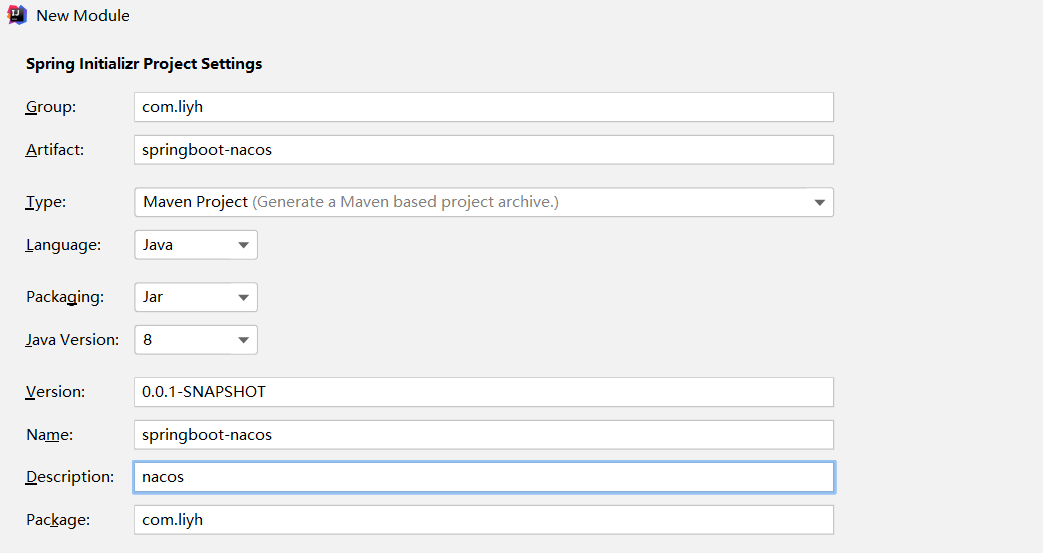 New Module
Spring Initializr Project Settings
Group: com.liyh
Artifact: springboot-nacos
Type: Maven Project (Generate a Maven based project archive.)
Language: Java
Packaging: Jar
Java Version: 8
Version: 0.0.1-SNAPSHOT
Name: springboot-nacos
Description: nacos
Package: com.liyh